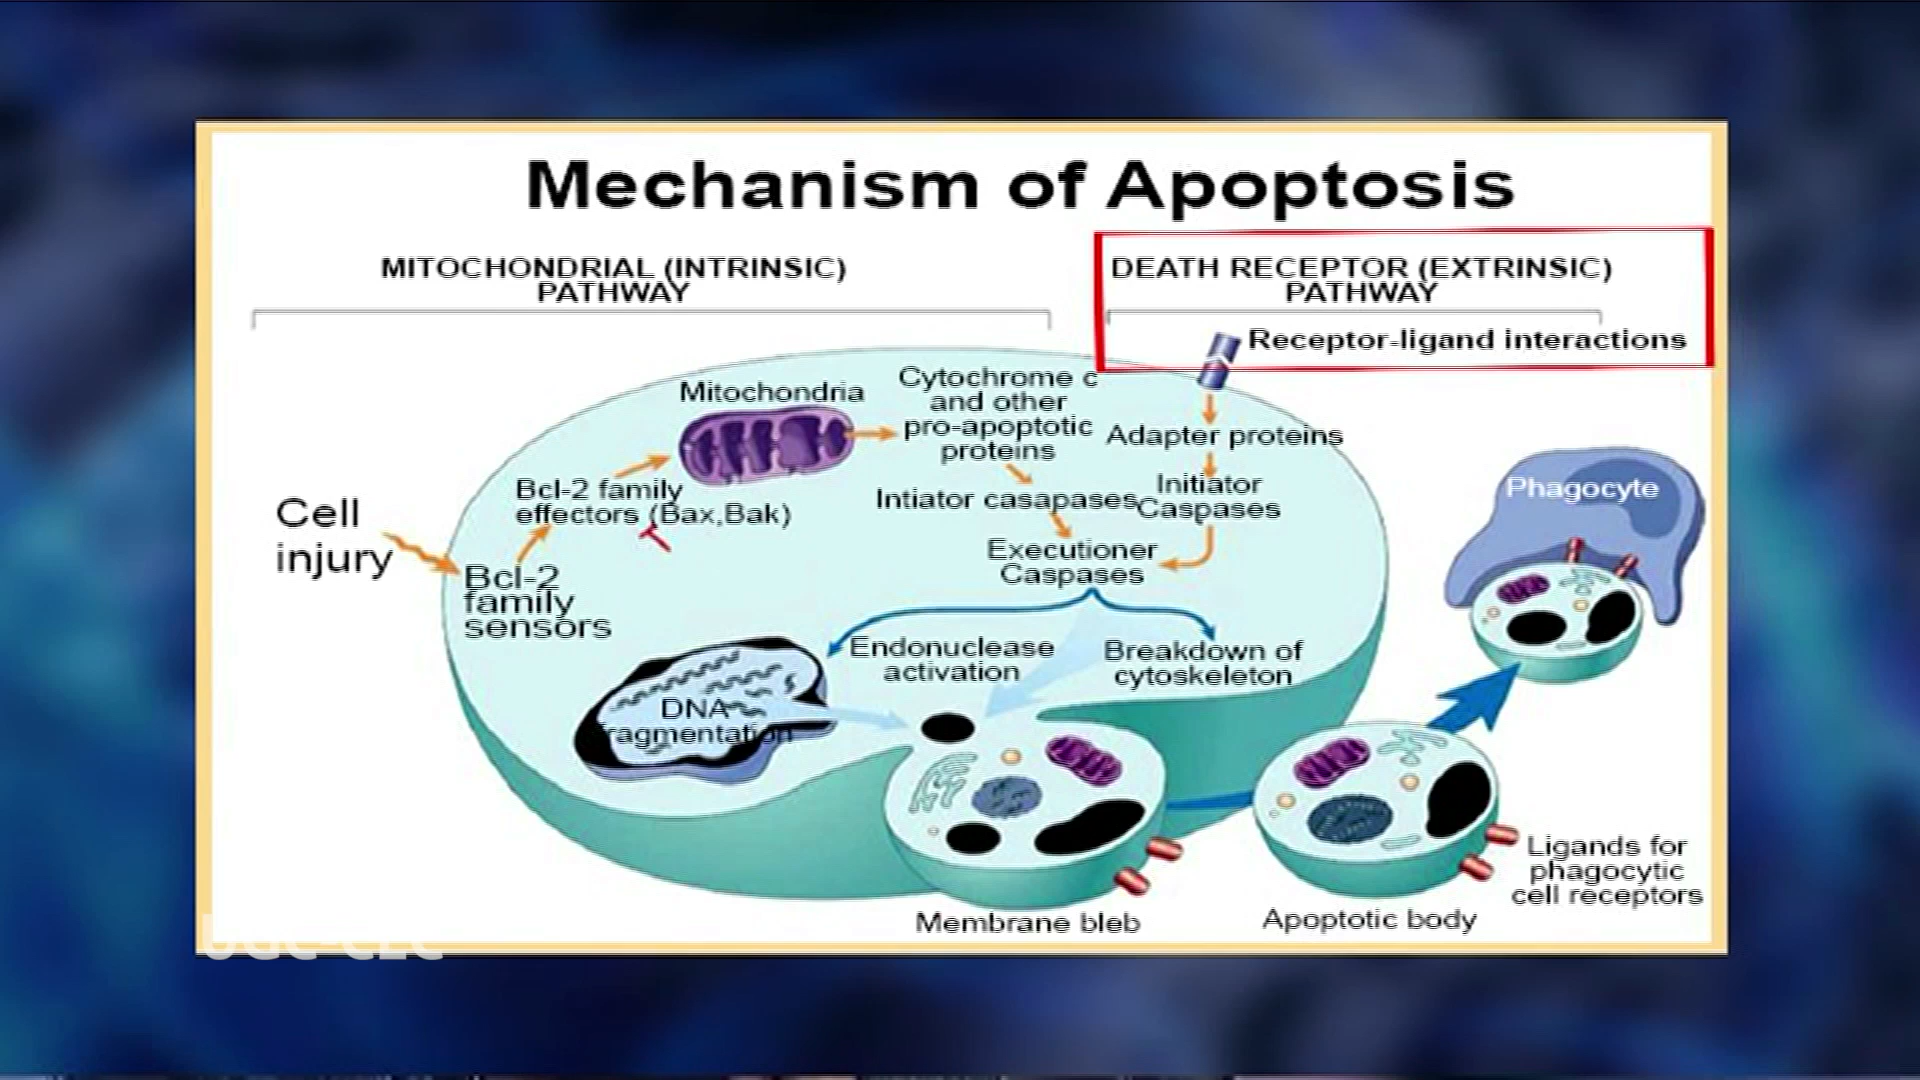 Mechanism of Apoptosis
MITOCHONDRIAL (INTRINSIC)
PATHWAY
DEATH RECEPTOR (EXTRINSIC)
PATHWAY
Receptor-ligand interactions
Mitochondria
Cytochrome c
and other
pro-apoptotic
proteins
Adapter proteins
Bcl-2 family
effectors (Bax,Bak)
Intiator casapases
Initiator
Caspases
Cell
injury
Bcl-2
family
sensors
Executioner
Caspases
Phagocyte
Endonuclease
activation
Breakdown of
cytoskeleton
DNA
ragmentation
Ligands for
phagocytic
cell receptors
Membrane bleb
Apoptotic body